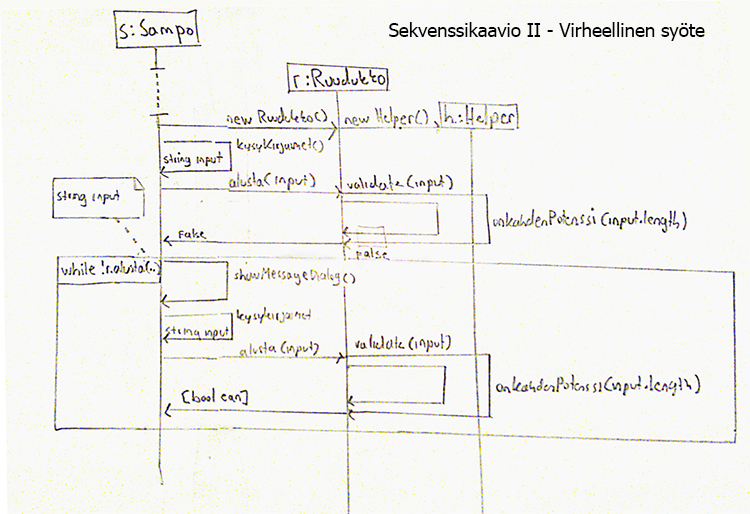 Sekvenssikaavio II - Virheellinen syöte
s:Sampo
r:Ruudukko
new Ruudukko()
new Helper()
h:Helper
kysyKirjaimet()
string input
alusta(input)
validate(input)
string input
onKahdenPotenssi(input.length)
false
false
while !r.alusta(..)
showMessageDialog()
kysyKirjaimet
string input
alusta(input)
validate(input)
onKahdenPotenssi(input.length)
[boolean]